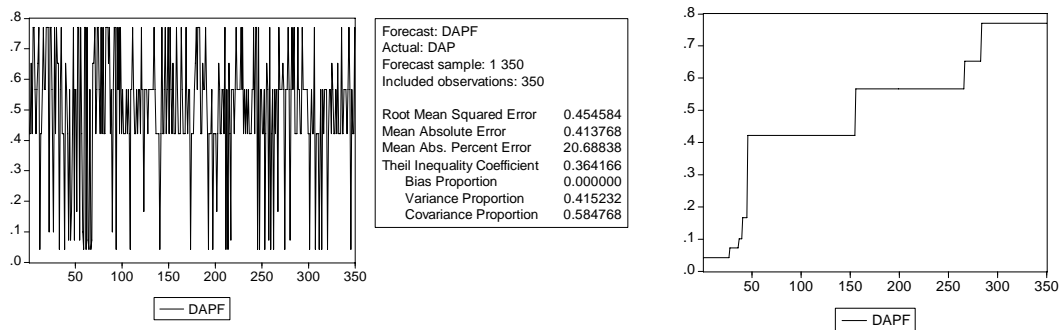 .8
.7
.6
.5
.4
.3
.2
.1
.0
50 100 150 200 250 300 350
DAPF
Forecast: DAPF
Actual: DAP
Forecast sample: 1 350
Included observations: 350
Root Mean Squared Error 0.454584
Mean Absolute Error 0.413768
Mean Abs. Percent Error 20.68838
Theil Inequality Coefficient 0.364166
Bias Proportion 0.000000
Variance Proportion 0.415232
Covariance Proportion 0.584768
.8
.7
.6
.5
.4
.3
.2
.1
.0
50 100 150 200 250 300 350
DAPF